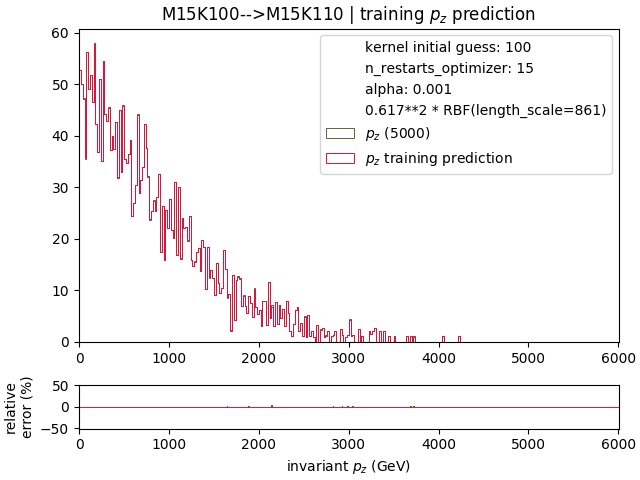 M15K100-->M15K110 | training p_z prediction
kernel initial guess: 100
n_restarts_optimizer: 15
alpha: 0.001
0.617**2 * RBF(length_scale=861)
p_z (5000)
p_z training prediction
60
50
40
30
20
10
0
0 1000 2000 3000 4000 5000 6000
relative
error (%)
50
0
−50
0 1000 2000 3000 4000 5000 6000
invariant p_z (GeV)